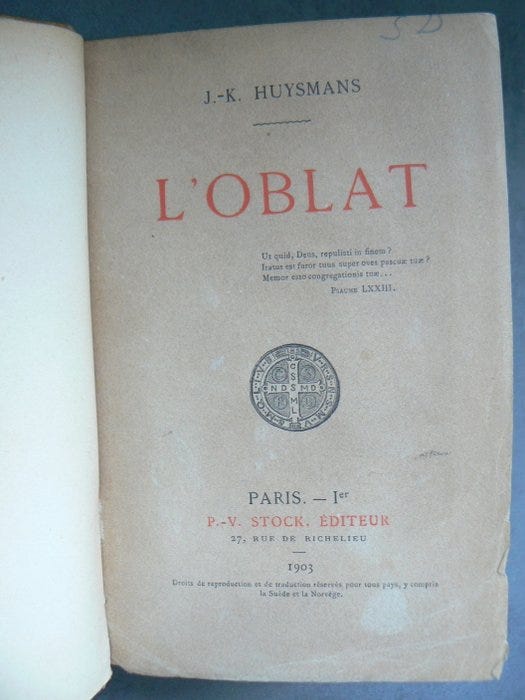 J.-K. HUYSMANS
L'OBLAT
Ut quid, Deus, repulisti in finem?
Iratus est furor tuus super oves pascuæ tuæ?
Memor esto congregationis tuæ...
PSAUME LXXIII.
NDSMD
CSSML
PARIS. — Ier
P.-V. STOCK, ÉDITEUR
27, RUE DE RICHELIEU
1903
Droits de reproduction et de traduction réservés pour tous pays, y compris
la Suède et la Norvège.